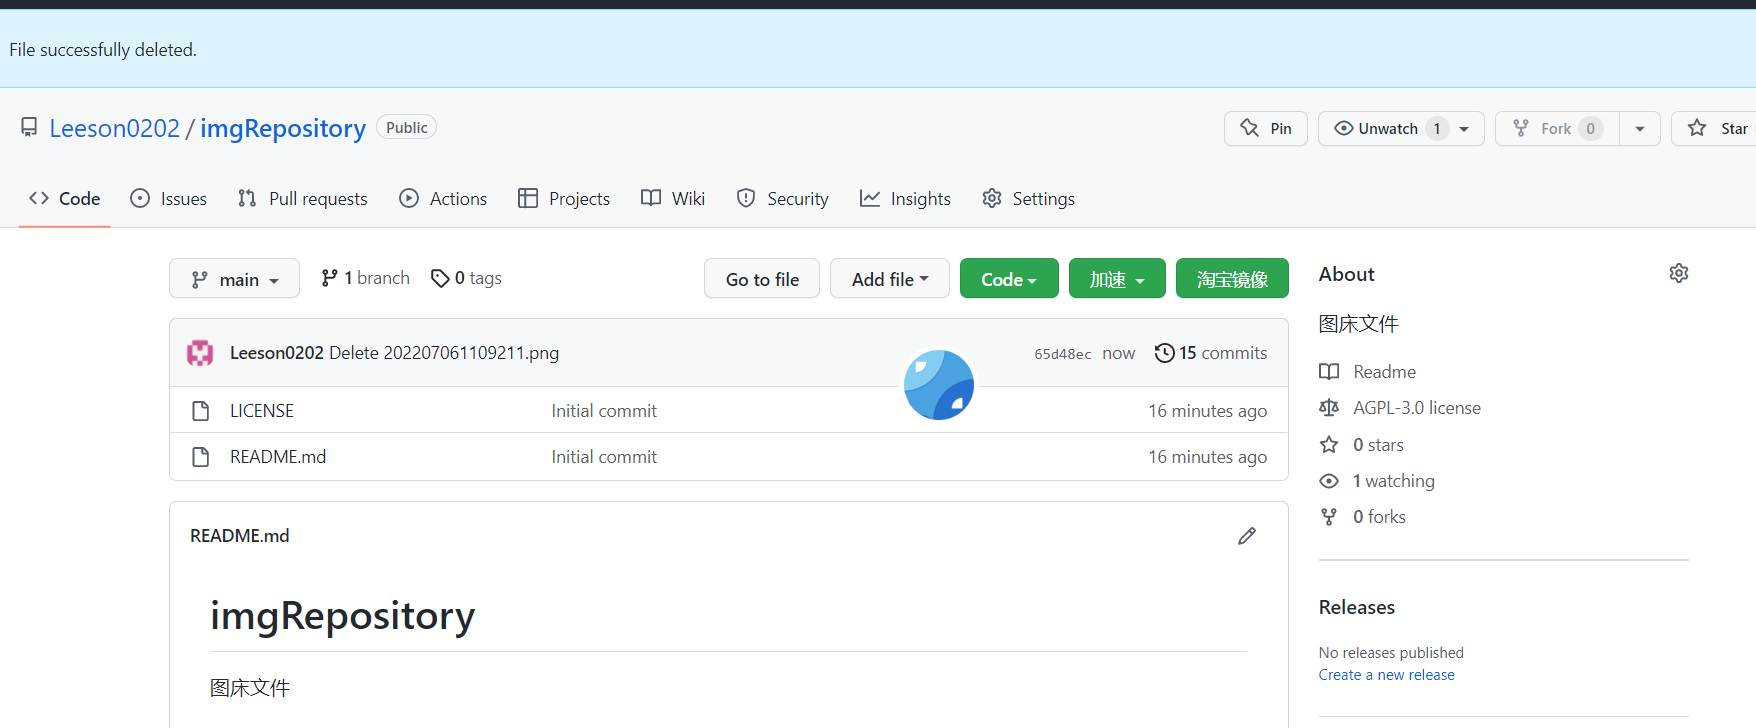 File successfully deleted.
Leeson0202 / imgRepository Public
Pin Unwatch 1 Fork 0 Star
Code Issues Pull requests Actions Projects Wiki Security Insights Settings
main 1 branch 0 tags Go to file Add file Code 加速 淘宝镜像
Leeson0202 Delete 202207061109211.png 65d48ec now 15 commits
LICENSE Initial commit 16 minutes ago
README.md Initial commit 16 minutes ago
README.md
imgRepository
图床文件
About
图床文件
Readme
AGPL-3.0 license
0 stars
1 watching
0 forks
Releases
No releases published
Create a new release